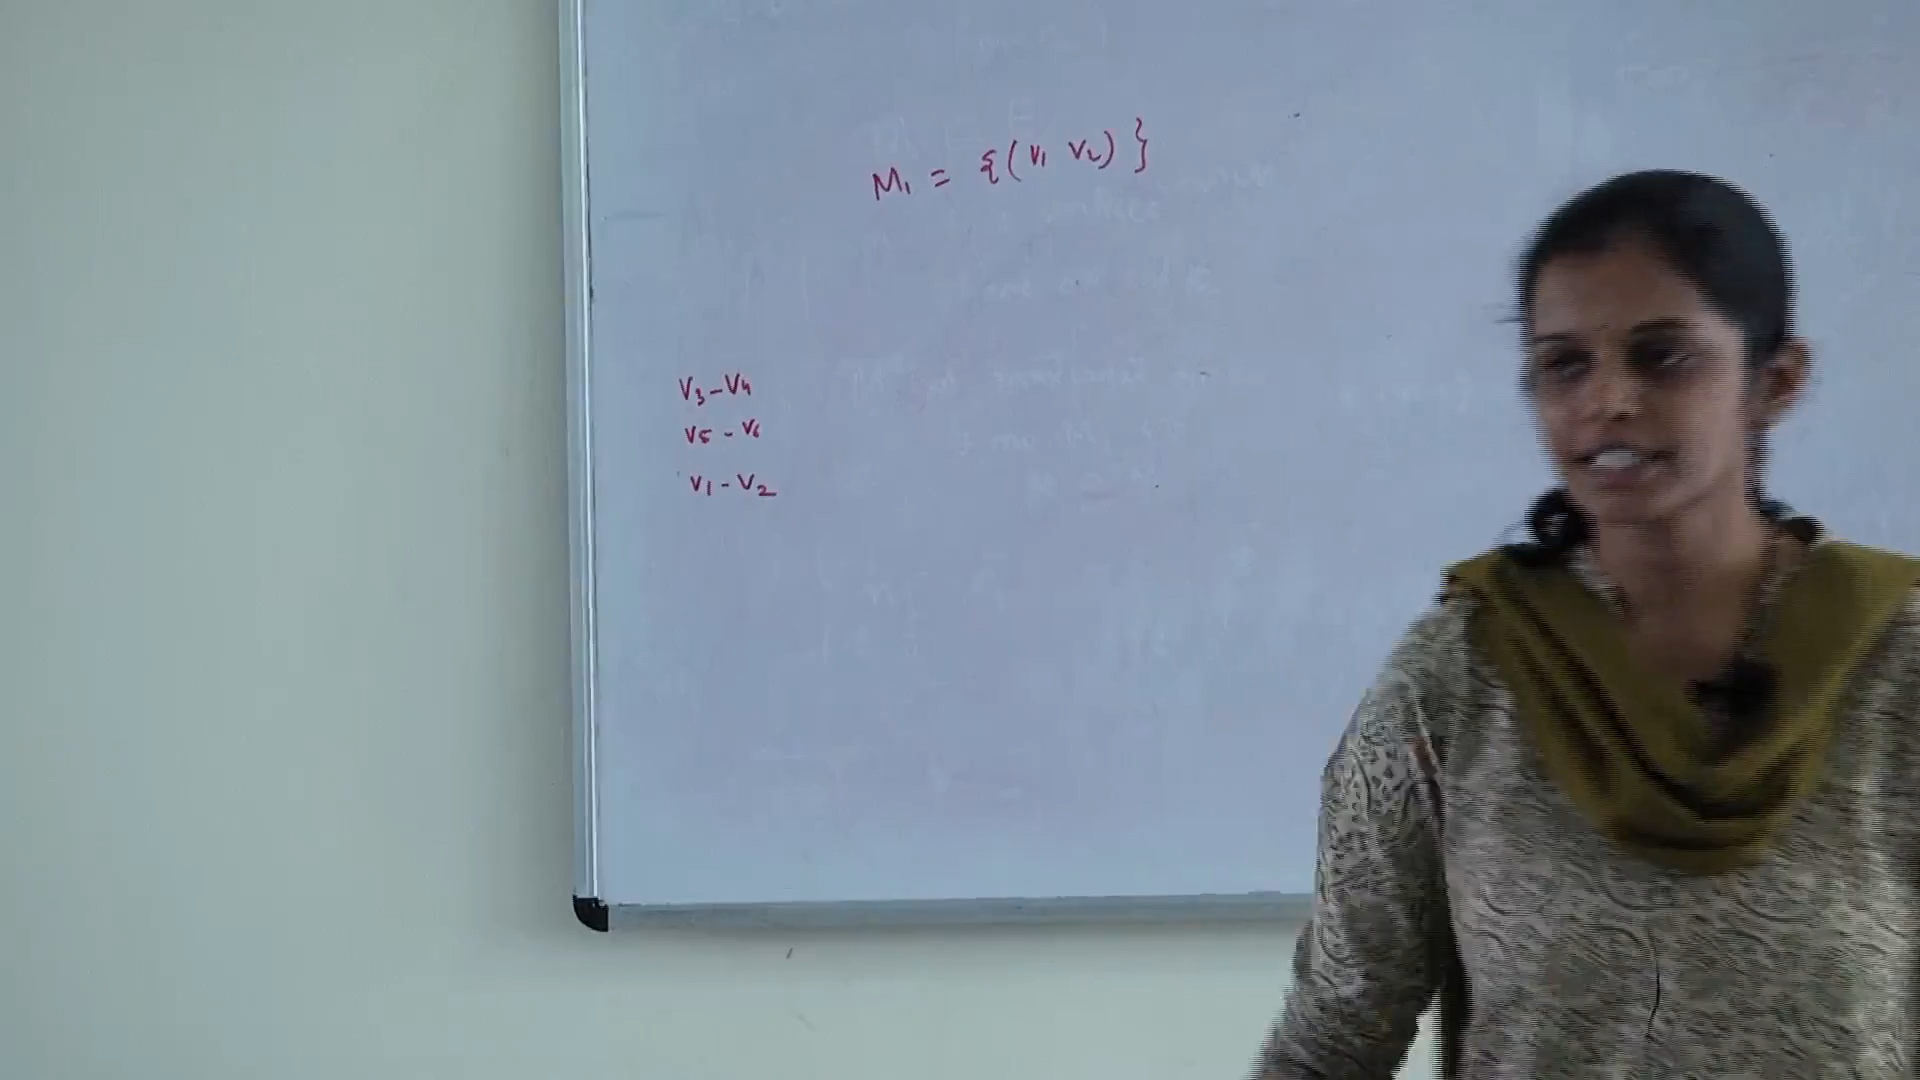 M₁ = {(V₁ V₂)}
V₃ - V₄
V₅ - V₆
V₁ - V₂